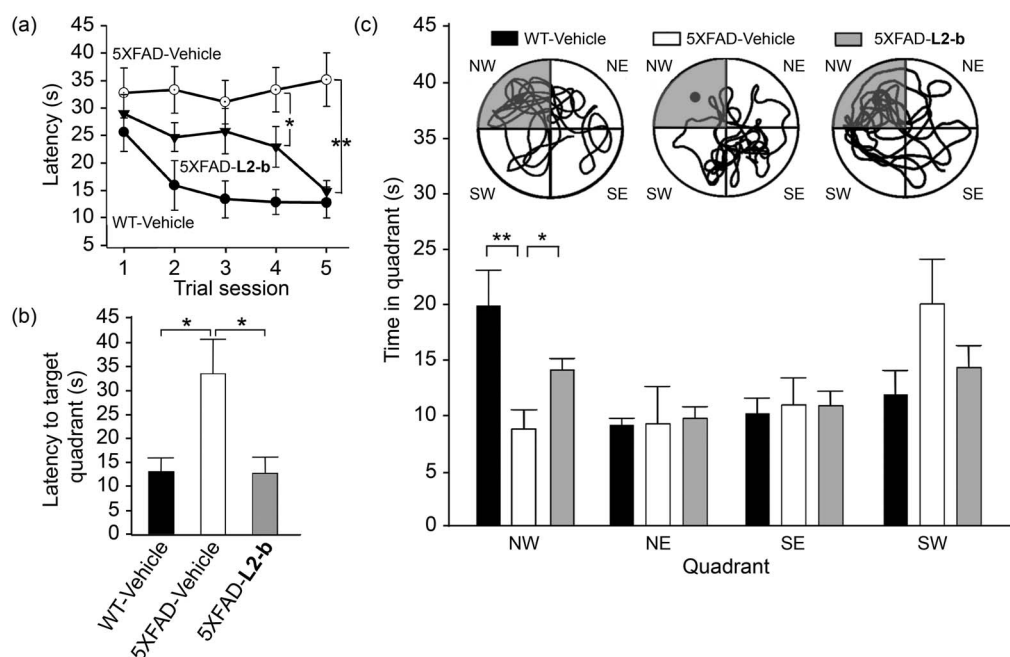 (a)
45
40
35
30
25
20
15
10
5
Latency (s)
5XFAD-Vehicle
5XFAD-L2-b
WT-Vehicle
*
**
1 2 3 4 5
Trial session
(b)
45
40
35
30
25
20
15
10
5
0
Latency to target
quadrant (s)
* *
WT-Vehicle
5XFAD-Vehicle
5XFAD-L2-b
(c)
45
40
35
30
25
20
15
10
5
0
Time in quadrant (s)
WT-Vehicle 5XFAD-Vehicle 5XFAD-L2-b
NW NE NW NE NW NE
SW SE SW SE SW SE
** *
NW NE SE SW
Quadrant